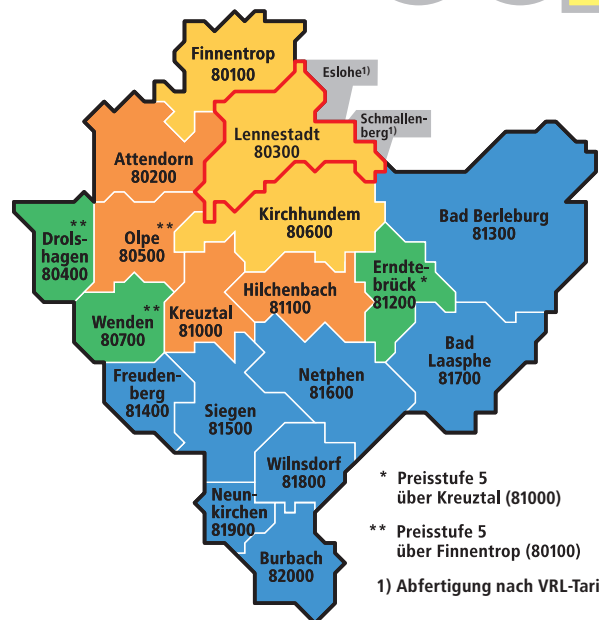 Finnentrop
80100
Eslohe¹⁾
Schmallen-
berg¹⁾
Lennestadt
80300
Attendorn
80200
Kirchhundem
80600
Bad Berleburg
81300
**
Drols-
hagen
80400
**
Olpe
80500
Erndte-
brück *
81200
Hilchenbach
81100
Kreuztal
81000
**
Wenden
80700
Bad
Laasphe
81700
Freuden-
berg
81400
Netphen
81600
Siegen
81500
Wilnsdorf
81800
Neun-
kirchen
81900
Burbach
82000
* Preisstufe 5
über Kreuztal (81000)
** Preisstufe 5
über Finnentrop (80100)
1) Abfertigung nach VRL-Tari